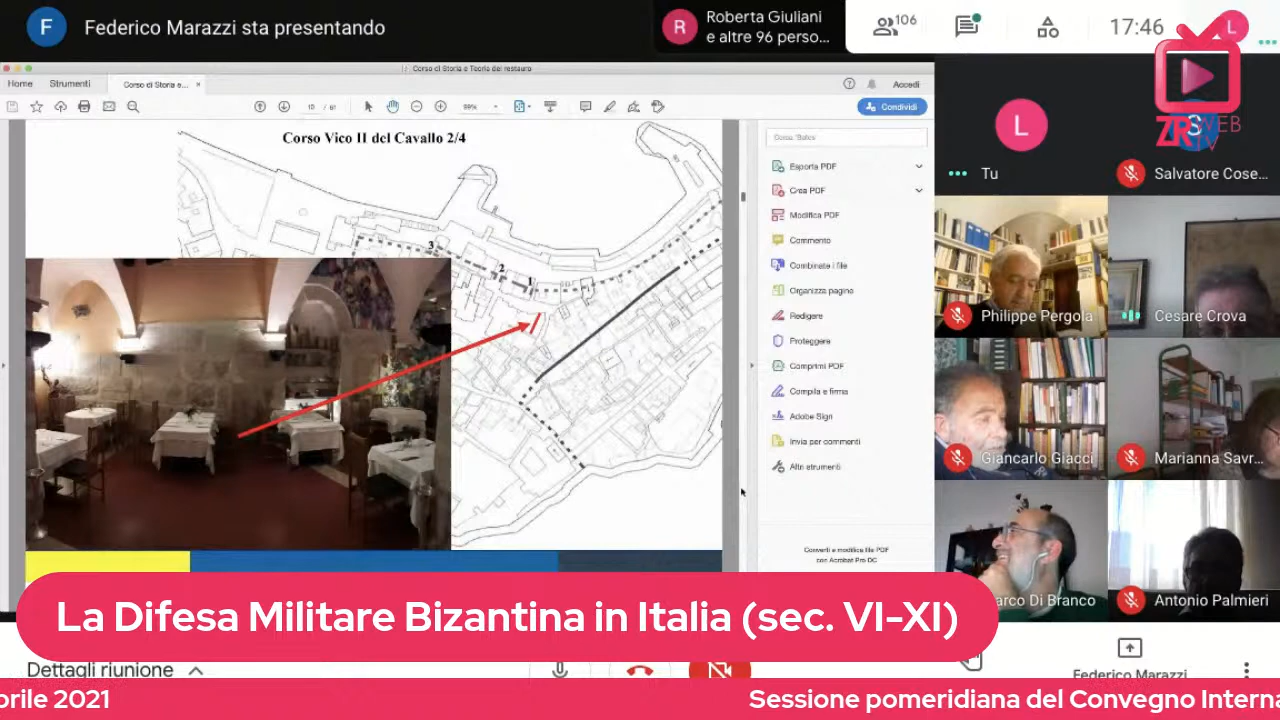 F
Federico Marazzi sta presentando
R
Roberta Giuliani
e altre 96 perso...
106
17:46
L
Corso di Storia e Teoria del restauro
Home
Strumenti
Corso di Storia e...
×
Accedi
10 / 61
99%
Condividi
Corso Vico II del Cavallo 2/4
3
2
1
Esporta PDF
Crea PDF
Modifica PDF
Commento
Combinate i file
Organizza pagine
Redigere
Proteggere
Comprimi PDF
Compila e firma
Adobe Sign
Invia per commenti
Altri strumenti
Converti e modifica file PDF
con Acrobat Pro DC
L
Tu
S
Salvatore Cose...
ZR WEB TV
Philippe Pergola
Cesare Crova
Giancarlo Giacci
Marianna Savr...
arco Di Branco
Antonio Palmieri
La Difesa Militare Bizantina in Italia (sec. VI-XI)
Dettagli riunione
Federico Marazzi
prile 2021
Sessione pomeridiana del Convegno Interna